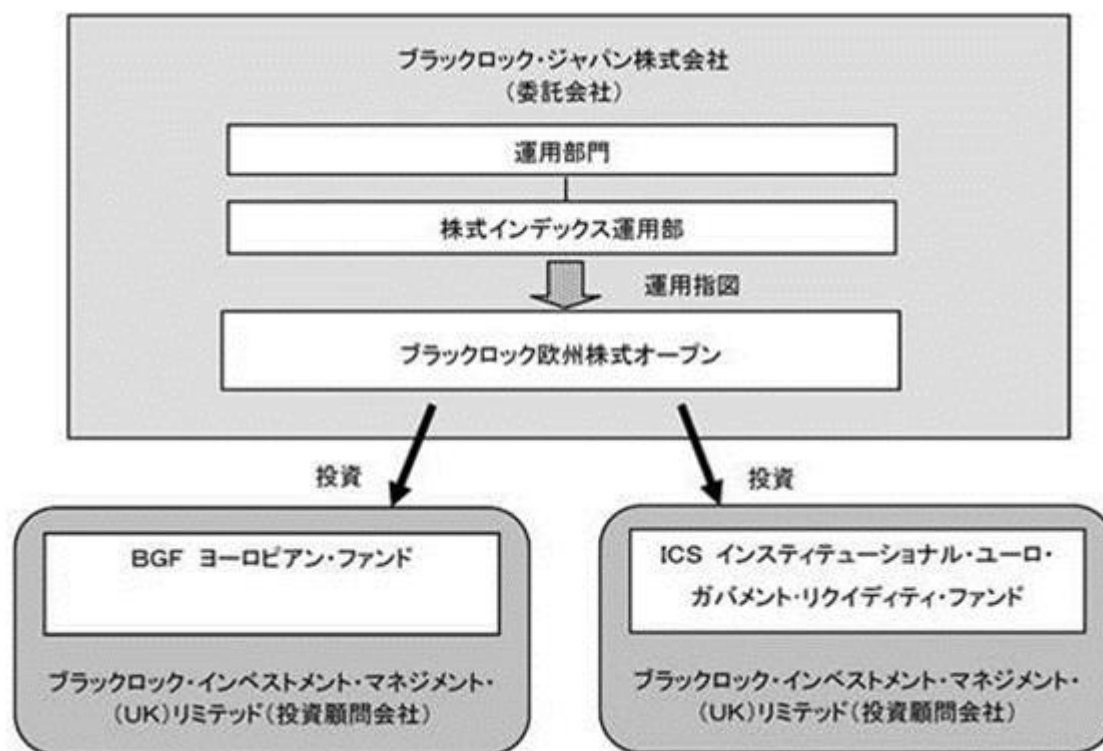 ブラックロック・ジャパン株式会社
（委託会社）
運用部門
株式インデックス運用部
運用指図
ブラックロック欧州株式オープン
投資
投資
BGF ヨーロピアン・ファンド
ブラックロック・インベストメント・マネジメント・
（UK）リミテッド（投資顧問会社）
ICS インスティテューショナル・ユーロ・
ガバメント・リクイディティ・ファンド
ブラックロック・インベストメント・マネジメント・
（UK）リミテッド（投資顧問会社）